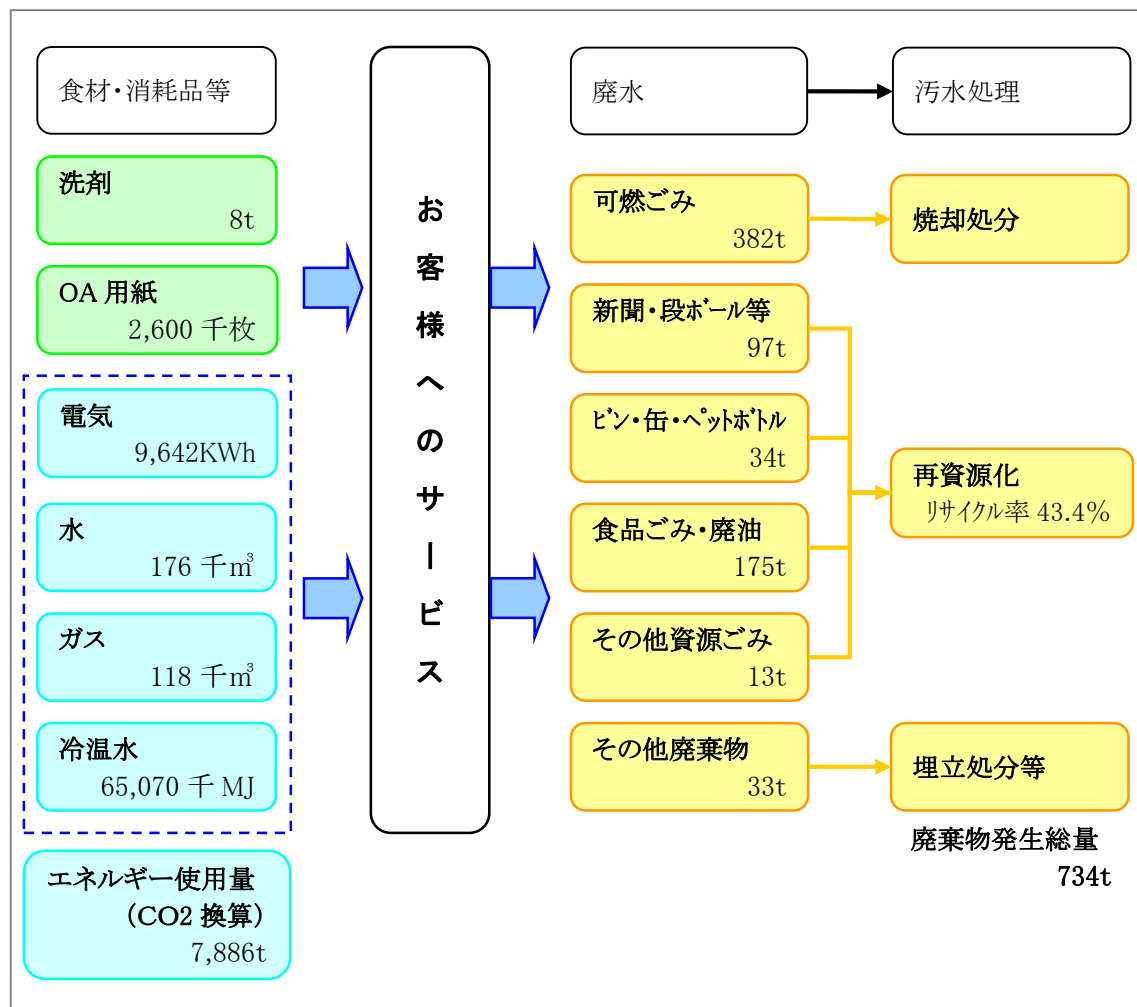 食材・消耗品等
洗剤
8t
OA 用紙
2,600 千枚
電気
9,642KWh
水
176 千㎥
ガス
118 千㎥
冷温水
65,070 千 MJ
エネルギー使用量
（CO2 換算）
7,886t
お客様へのサービス
廃水
汚水処理
可燃ごみ
382t
焼却処分
新聞・段ﾎﾞｰﾙ等
97t
ﾋﾞﾝ・缶・ﾍﾟｯﾄﾎﾞﾄﾙ
34t
食品ごみ・廃油
175t
その他資源ごみ
13t
再資源化
ﾘｻｲｸﾙ率 43.4%
その他廃棄物
33t
埋立処分等
廃棄物発生総量
734t